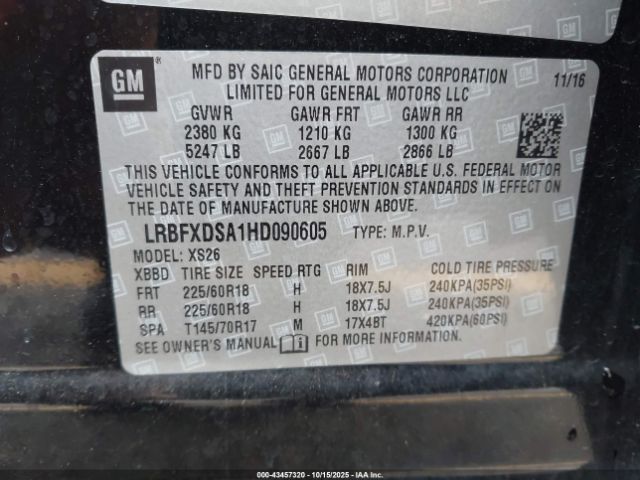 GM
®
MFD BY SAIC GENERAL MOTORS CORPORATION 11/16
LIMITED FOR GENERAL MOTORS LLC
GVWR GAWR FRT GAWR RR
2380 KG 1210 KG 1300 KG
5247 LB 2667 LB 2866 LB
THIS VEHICLE CONFORMS TO ALL APPLICABLE U.S. FEDERAL MOTOR
VEHICLE SAFETY AND THEFT PREVENTION STANDARDS IN EFFECT ON
THE DATE OF MANUFACTURE SHOWN ABOVE.
LRBFXDSA1HD090605 TYPE: M.P.V.
MODEL: XS26
XBBD TIRE SIZE SPEED RTG RIM COLD TIRE PRESSURE
FRT 225/60R18 H 18X7.5J 240KPA(35PSI)
RR 225/60R18 H 18X7.5J 240KPA(35PSI)
SPA T145/70R17 M 17X4BT 420KPA(60PSI)
SEE OWNER'S MANUAL i FOR MORE INFORMATION.
000-43457320 - 10/15/2025 - IAAI.COM